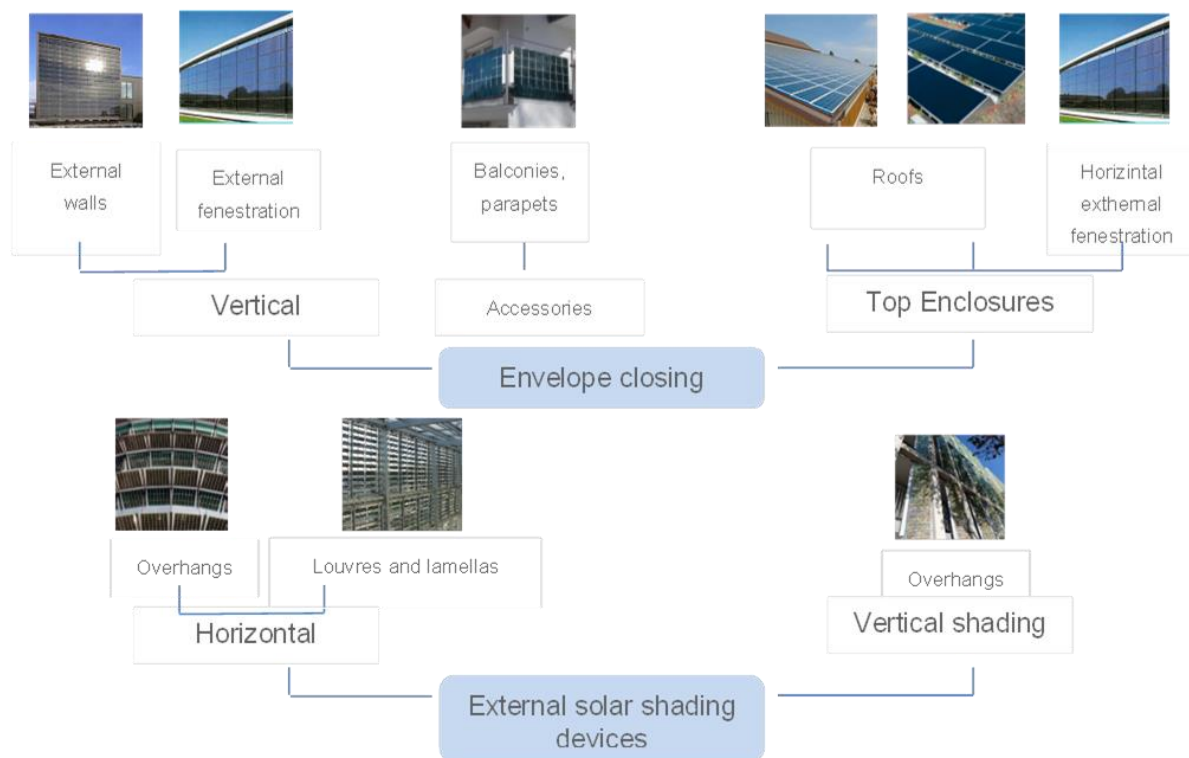 External
walls
External
fenestration
Balconies,
parapets
Roofs
Horizintal
exthernal
fenestration
Vertical
Accessories
Top Enclosures
Envelope closing
Overhangs
Louvres and lamellas
Overhangs
Horizontal
Vertical shading
External solar shading
devices